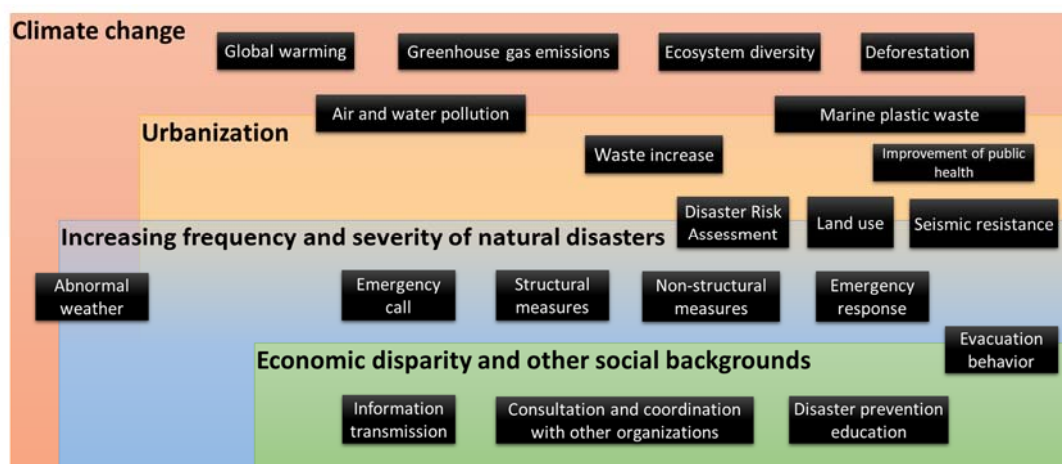 Climate change
Global warming
Greenhouse gas emissions
Ecosystem diversity
Deforestation
Air and water pollution
Marine plastic waste
Urbanization
Waste increase
Improvement of public
health
Disaster Risk
Assessment
Land use
Seismic resistance
Increasing frequency and severity of natural disasters
Abnormal
weather
Emergency
call
Structural
measures
Non-structural
measures
Emergency
response
Evacuation
behavior
Economic disparity and other social backgrounds
Information
transmission
Consultation and coordination
with other organizations
Disaster prevention
education